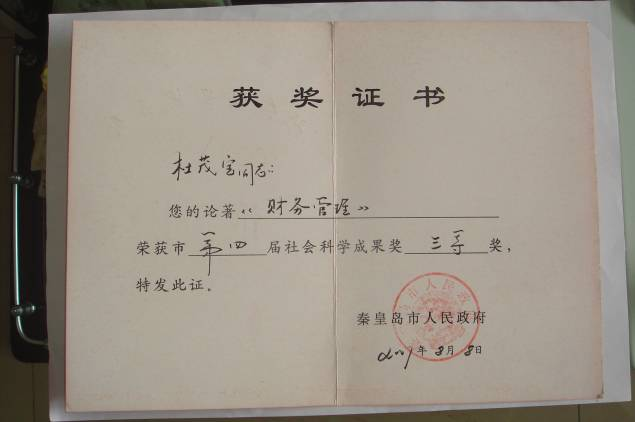 获奖证书
杜茂宝同志:
您的论著《财务管理》
荣获市第四届社会科学成果奖三等奖,
特发此证。
秦皇岛市人民政府
2001年8月8日